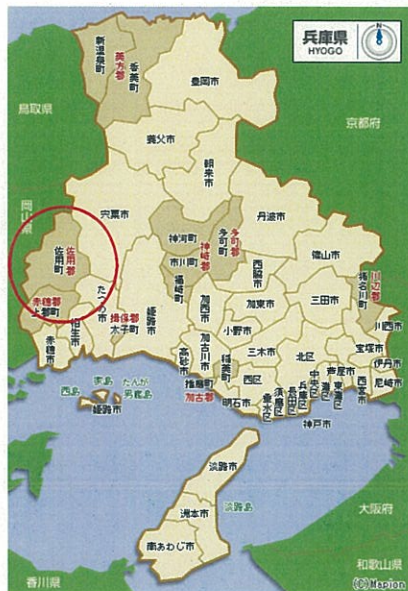 兵庫県
HYOGO
新温泉町
美方郡
香美町
豊岡市
鳥取県
京都府
養父市
朝来市
岡山県
宍粟市
丹波市
神河町
神崎郡
多可町
多可郡
佐用町
佐用郡
市川町
篠山市
西脇市
福崎町
猪名川町
川辺郡
赤穂郡
上郡町
たつの市
揖保郡
太子町
姫路市
加西市
加東市
三田市
相生市
赤穂市
加古川市
小野市
川西市
高砂市
稲美町
三木市
北区
宝塚市
伊丹市
尼崎市
芦屋市
西宮市
播磨町
加古郡
明石市
西区
垂水区
須磨区
長田区
兵庫区
中央区
灘区
東灘区
神戸市
西島
家島
たんが
男鹿島
姫路市
淡路市
淡路島
洲本市
南あわじ市
大阪府
和歌山県
香川県
(C)Mapion